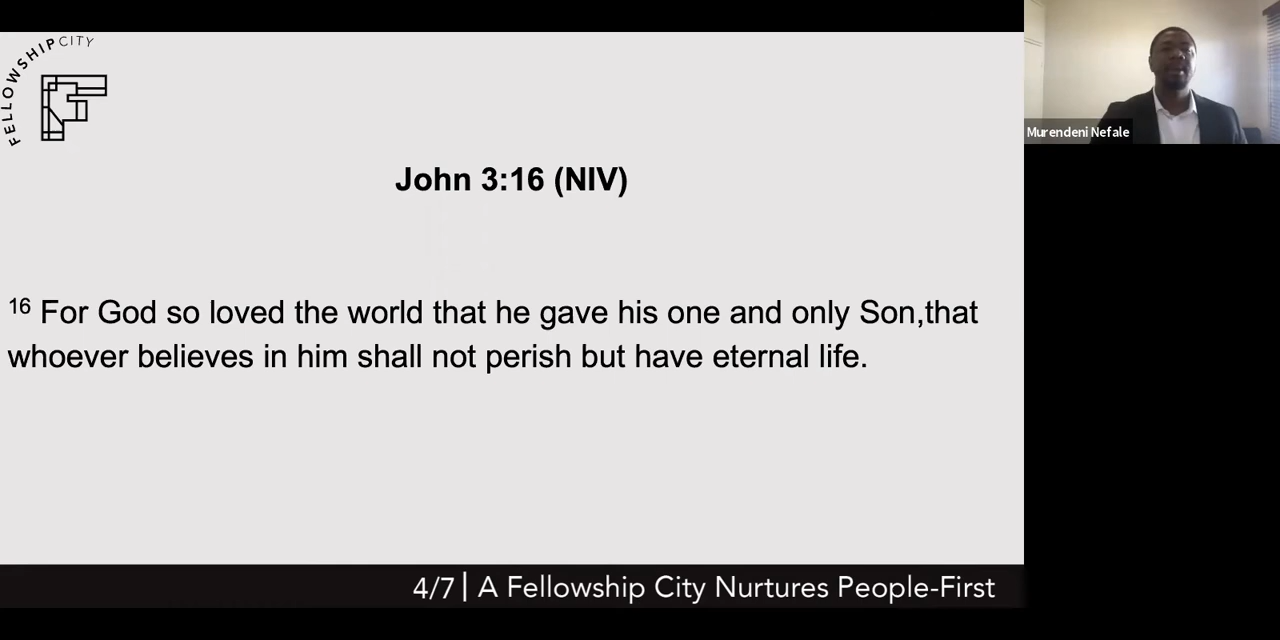 FELLOWSHIPCITY
Murendeni Nefale
John 3:16 (NIV)
16 For God so loved the world that he gave his one and only Son,that
whoever believes in him shall not perish but have eternal life.
4/7| A Fellowship City Nurtures People-First